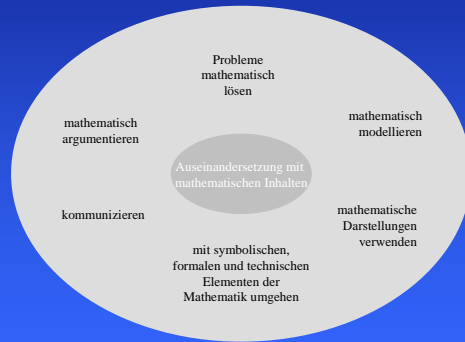 Probleme
mathematisch
lösen
mathematisch
argumentieren
mathematisch
modellieren
Auseinandersetzung mit
mathematischen Inhalten
kommunizieren
mathematische
Darstellungen
verwenden
mit symbolischen,
formalen und technischen
Elementen der
Mathematik umgehen